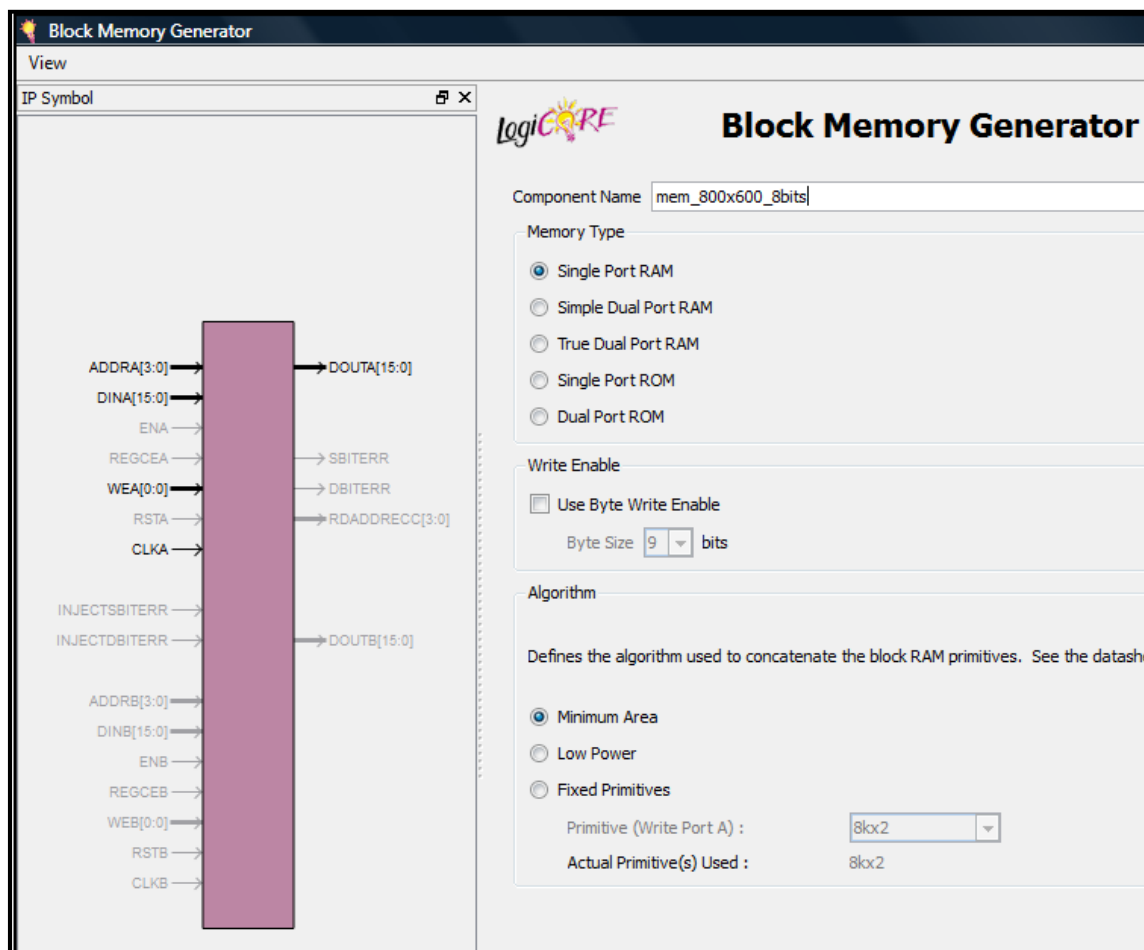 Block Memory Generator
View
IP Symbol
ADDRA[3:0]
DOUTA[15:0]
DINA[15:0]
ENA
REGCEA
SBITERR
WEA[0:0]
DBITERR
RSTA
RDADDRECC[3:0]
CLKA
INJECTSBITERR
INJECTDBITERR
DOUTB[15:0]
ADDRB[3:0]
DINB[15:0]
ENB
REGCEB
WEB[0:0]
RSTB
CLKB
LogiCORE
Block Memory Generator
Component Name mem_800x600_8bits
Memory Type
Single Port RAM
Simple Dual Port RAM
True Dual Port RAM
Single Port ROM
Dual Port ROM
Write Enable
Use Byte Write Enable
Byte Size 9 bits
Algorithm
Defines the algorithm used to concatenate the block RAM primitives. See the datash
Minimum Area
Low Power
Fixed Primitives
Primitive (Write Port A) : 8kx2
Actual Primitive(s) Used : 8kx2